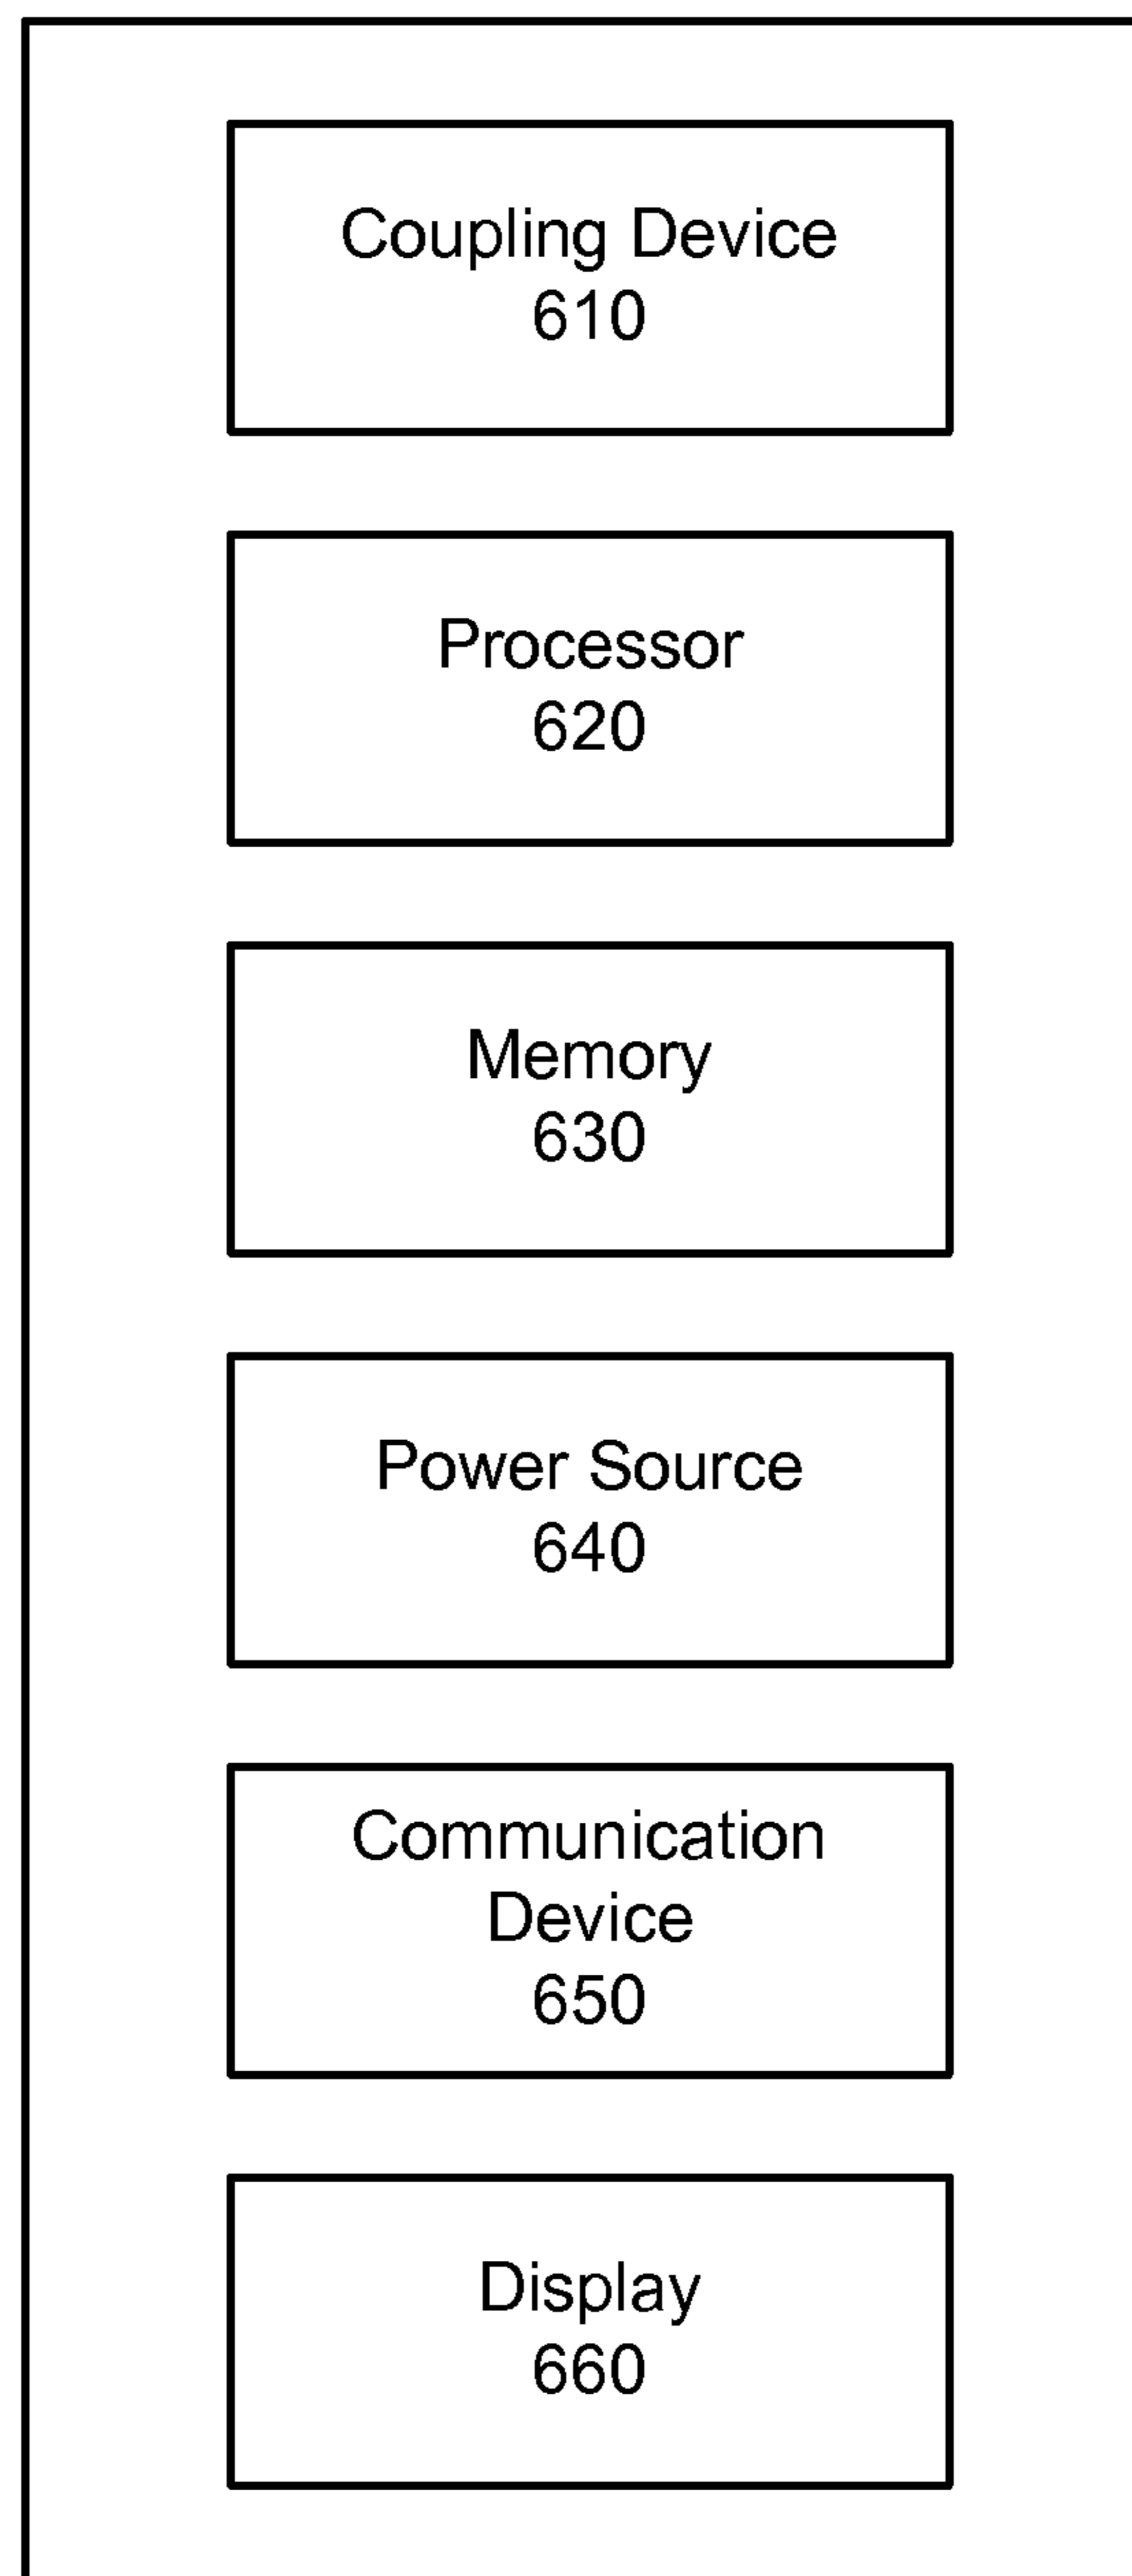 Coupling Device
610
Processor
620
Memory
630
Power Source
640
Communication
Device
650
Display
660